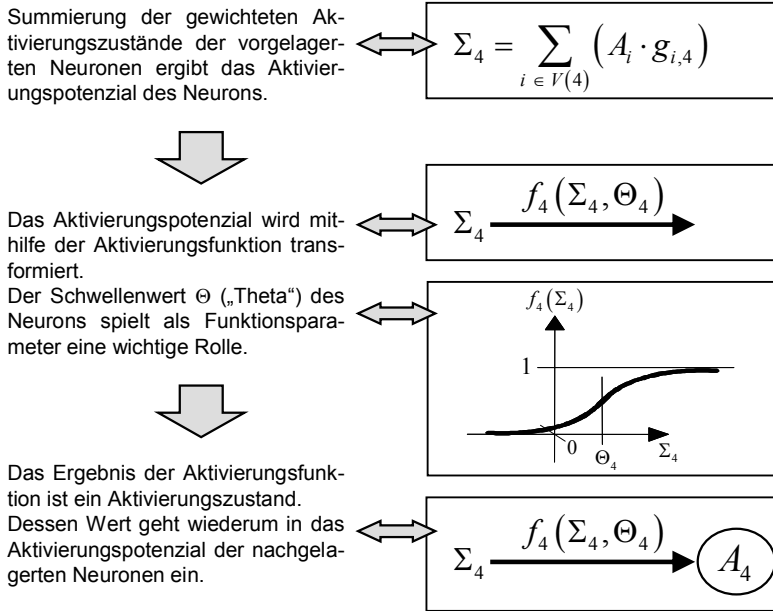 Summierung der gewichteten Ak-
tivierungszustände der vorgelager-
ten Neuronen ergibt das Aktivier-
ungspotenzial des Neurons.
Σ₄ = ∑ (Aᵢ · gᵢ,₄)
i ∈ V(4)
Das Aktivierungspotenzial wird mit-
hilfe der Aktivierungsfunktion trans-
formiert.
Der Schwellenwert Θ („Theta“) des
Neurons spielt als Funktionsparame-
ter eine wichtige Rolle.
f₄(Σ₄, Θ₄)
Σ₄
f₄(Σ₄)
1
0
Θ₄
Σ₄
Das Ergebnis der Aktivierungsfunk-
tion ist ein Aktivierungszustand.
Dessen Wert geht wiederum in das
Aktivierungspotenzial der nachgela-
gerten Neuronen ein.
f₄(Σ₄, Θ₄)
Σ₄
A₄